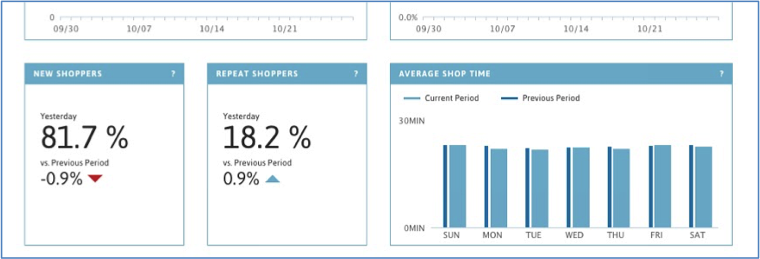 0
09/30 10/07 10/14 10/21
0.0%
09/30 10/07 10/14 10/21
NEW SHOPPERS ?
Yesterday
81.7 %
vs. Previous Period
-0.9%
REPEAT SHOPPERS ?
Yesterday
18.2 %
vs. Previous Period
0.9%
AVERAGE SHOP TIME ?
Current Period Previous Period
30MIN
0MIN
SUN MON TUE WED THU FRI SAT